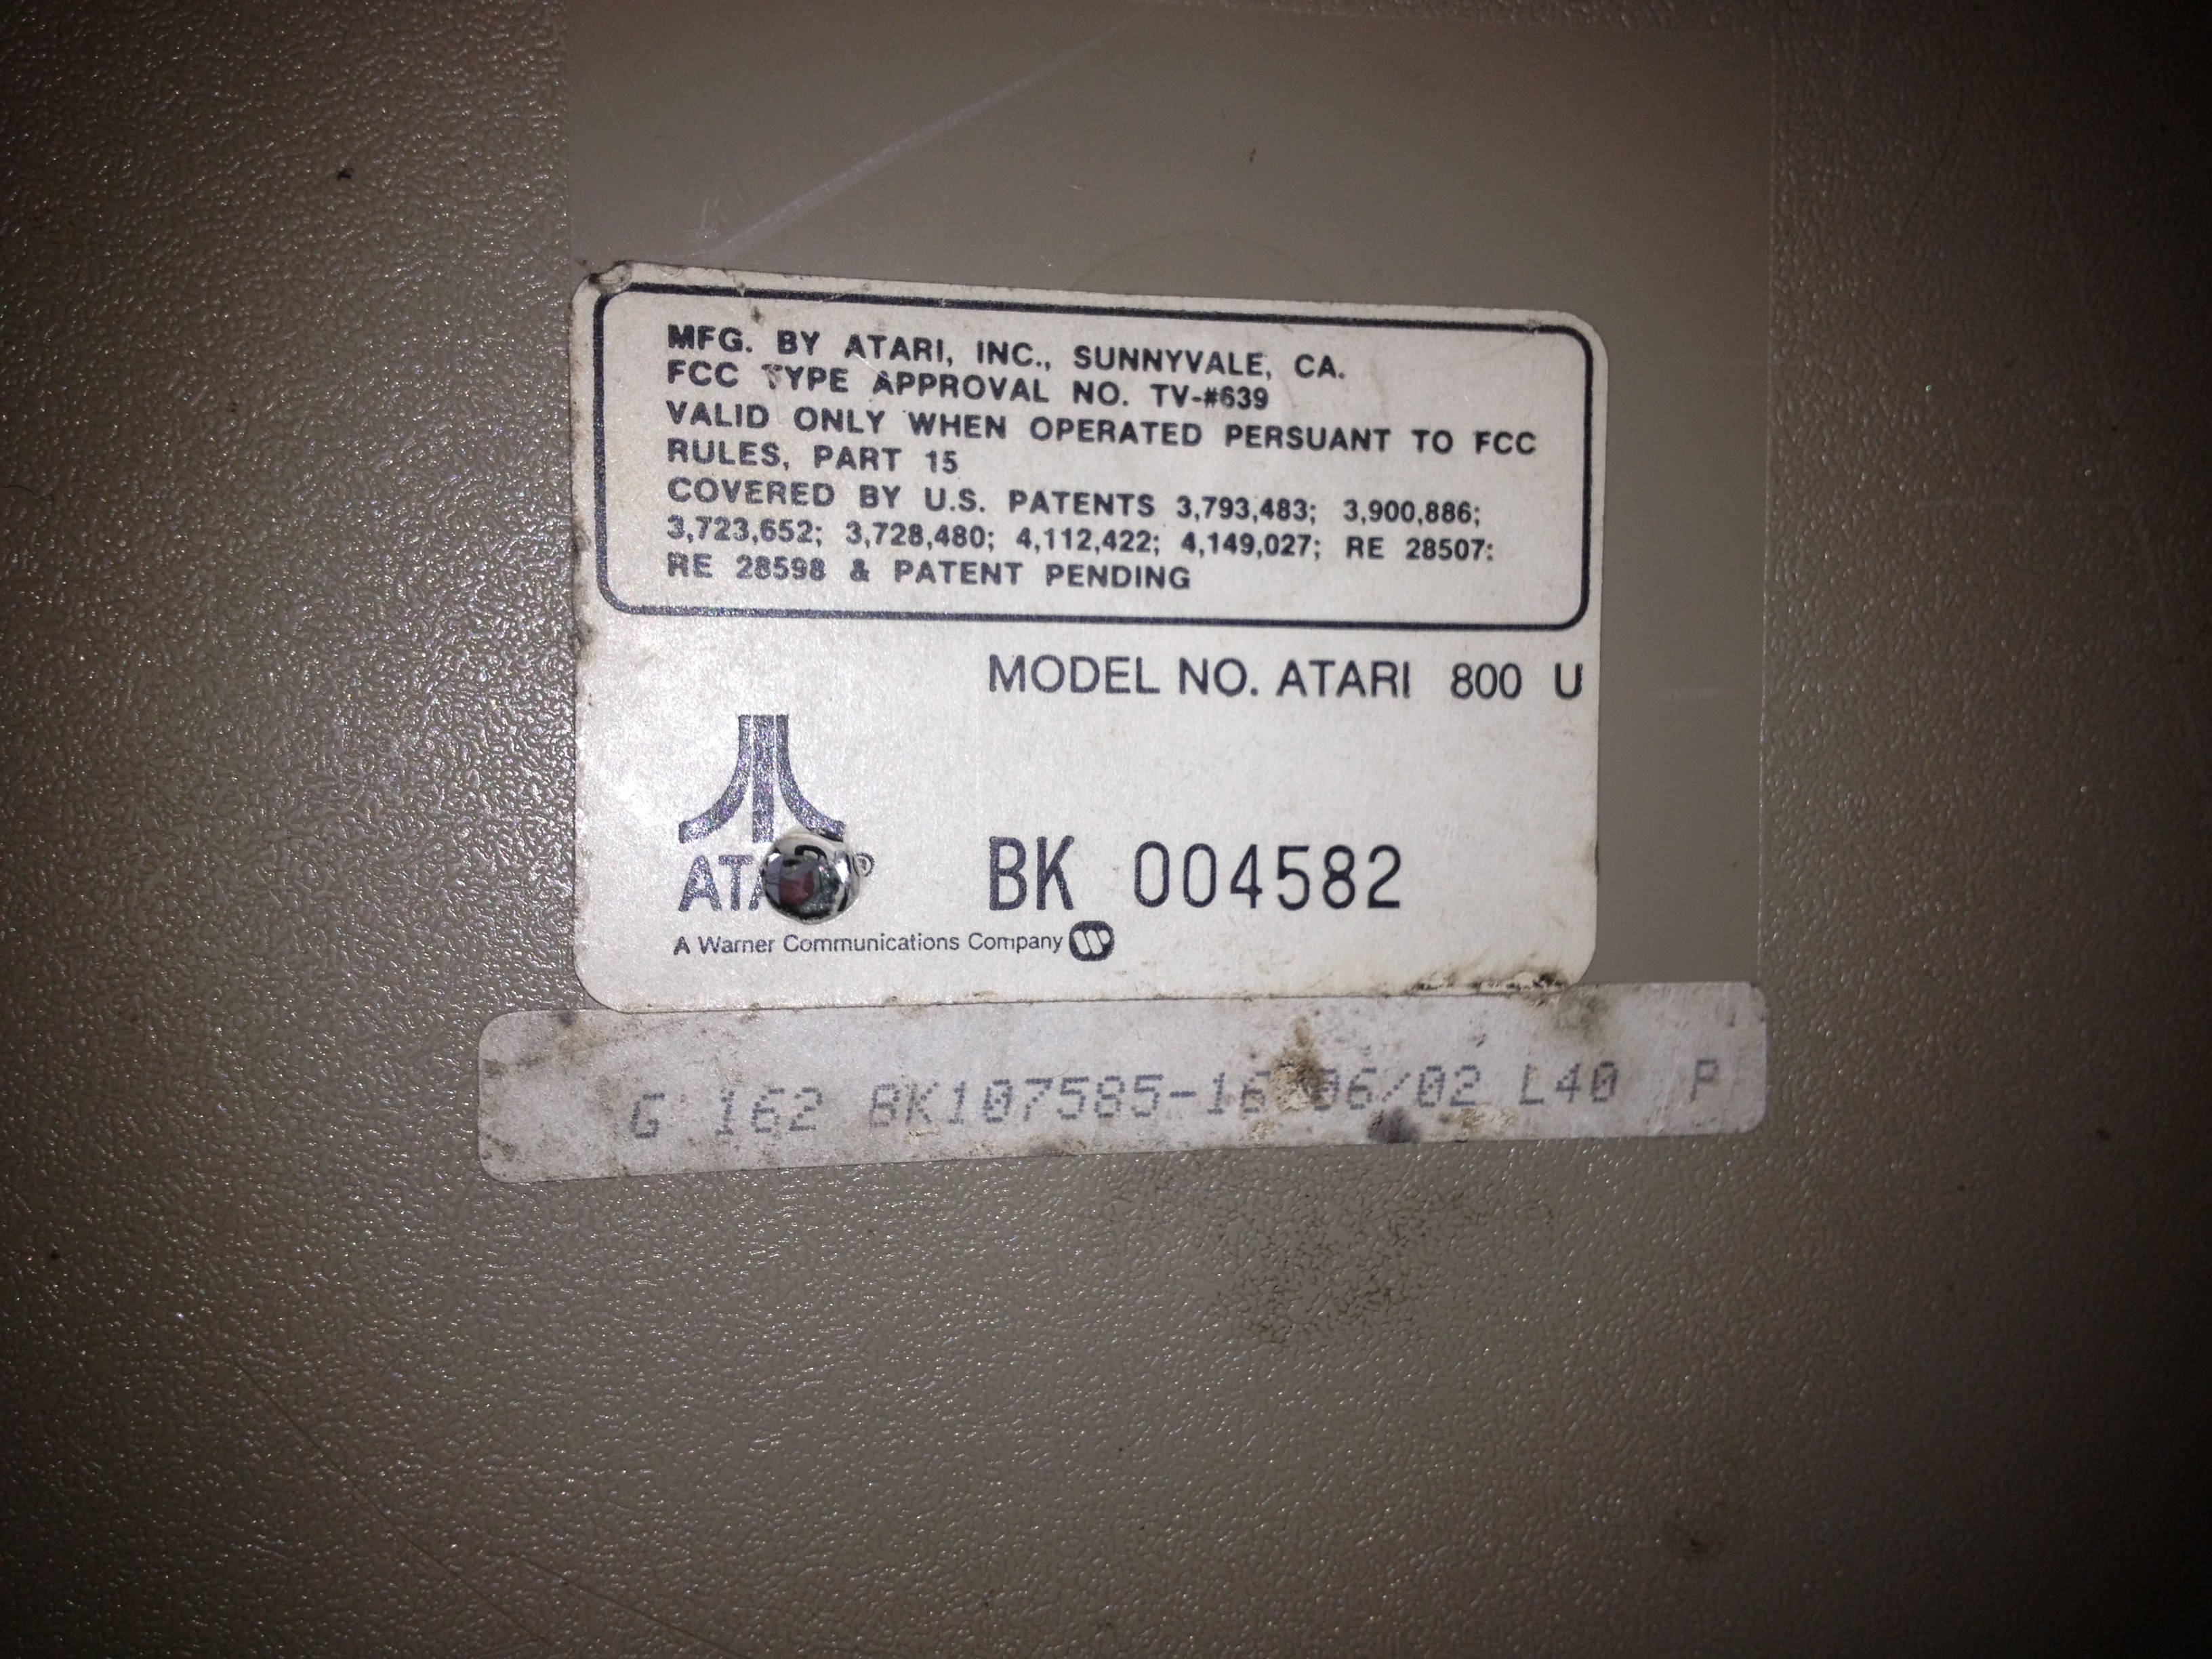 MFG. BY ATARI, INC., SUNNYVALE, CA.
FCC TYPE APPROVAL NO. TV-#639
VALID ONLY WHEN OPERATED PERSUANT TO FCC
RULES, PART 15
COVERED BY U.S. PATENTS 3,793,483; 3,900,886;
3,723,652; 3,728,480; 4,112,422; 4,149,027; RE 28507:
RE 28598 & PATENT PENDING
MODEL NO. ATARI 800 U
BK 004582
A Warner Communications Company
G 162 BK107585-16 06/02 L40 P